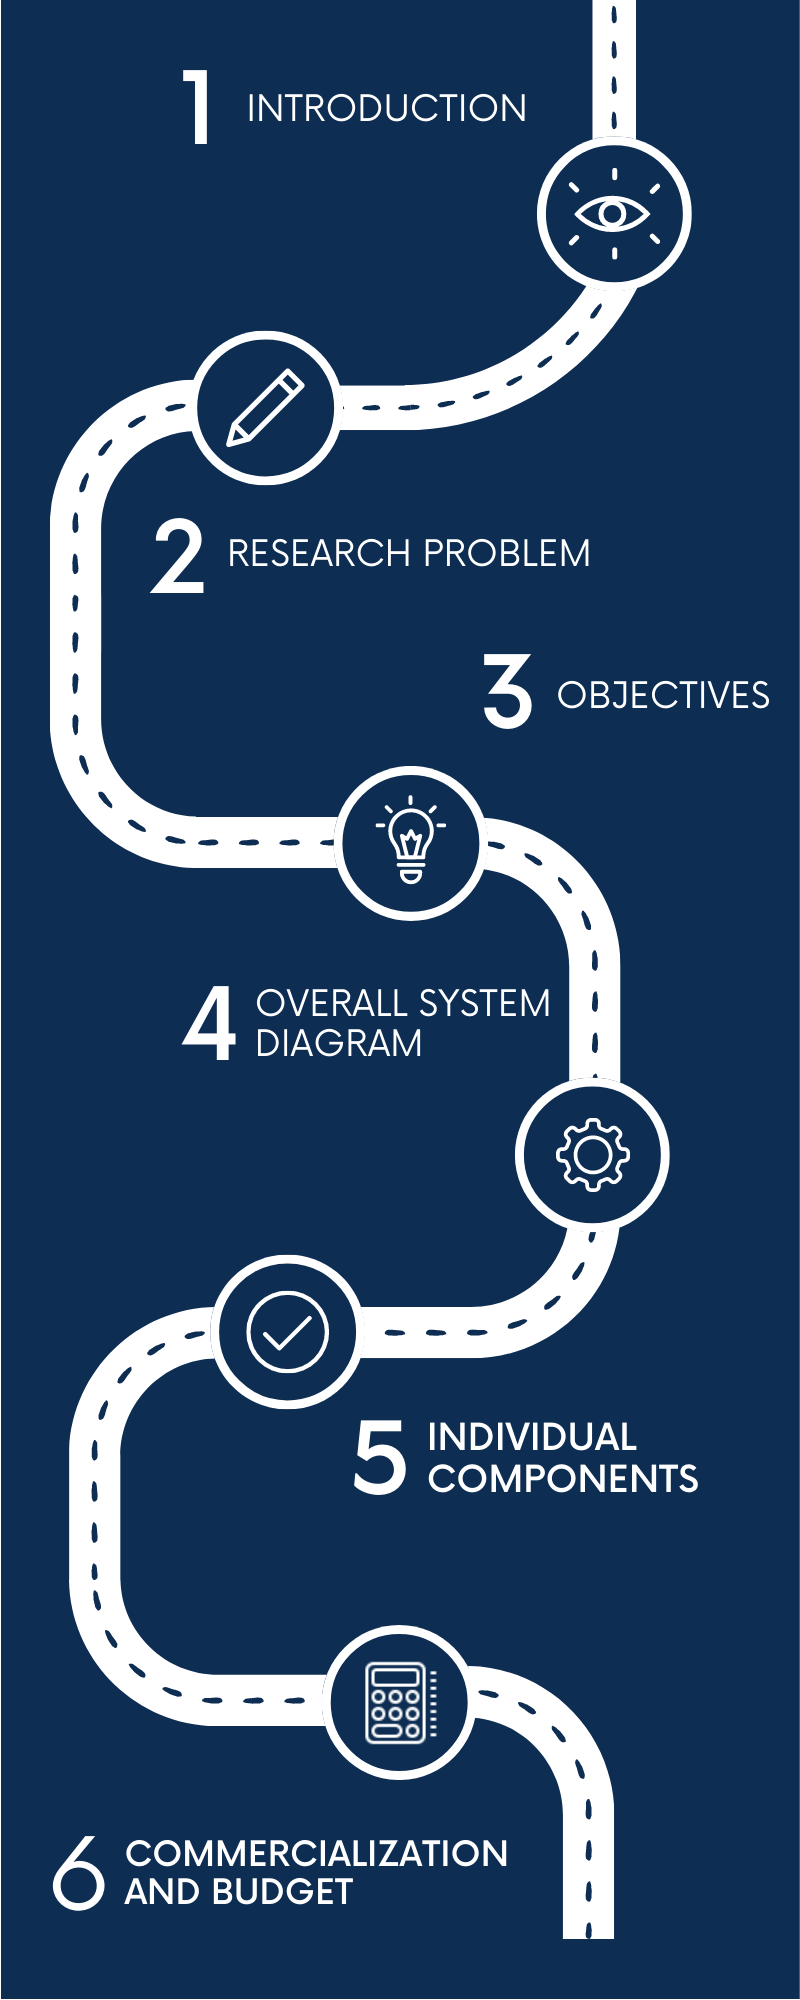 1 INTRODUCTION
2 RESEARCH PROBLEM
3 OBJECTIVES
4 OVERALL SYSTEM
DIAGRAM
5 INDIVIDUAL
COMPONENTS
6 COMMERCIALIZATION
AND BUDGET